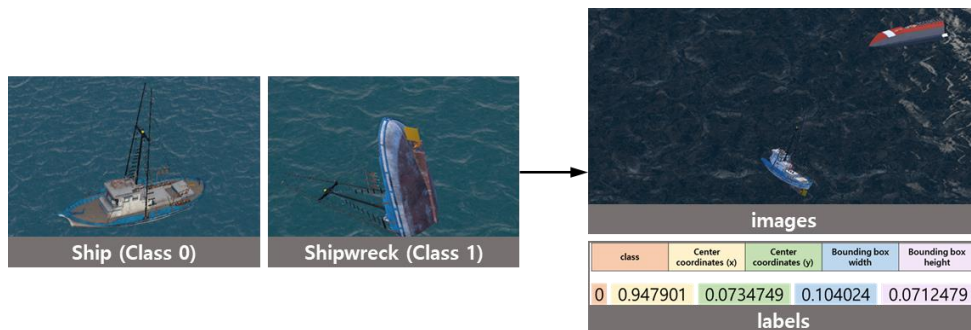 Ship (Class 0)
Shipwreck (Class 1)
images
class
Center
coordinates (x)
Center
coordinates (y)
Bounding box
width
Bounding box
height
0 0.947901 0.0734749 0.104024 0.0712479
labels